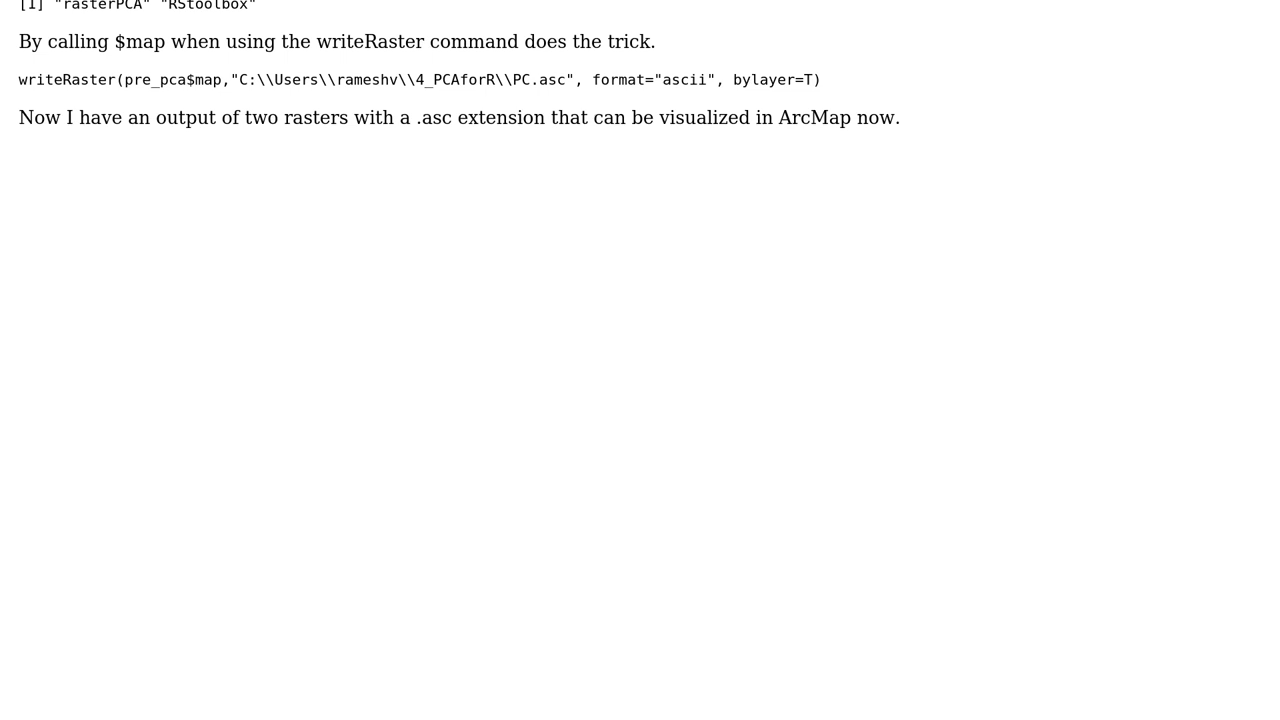 [1] "rasterPCA" "RStoolbox"
By calling $map when using the writeRaster command does the trick.
writeRaster(pre_pca$map,"C:\\Users\\rameshv\\4_PCAforR\\PC.asc", format="ascii", bylayer=T)
Now I have an output of two rasters with a .asc extension that can be visualized in ArcMap now.